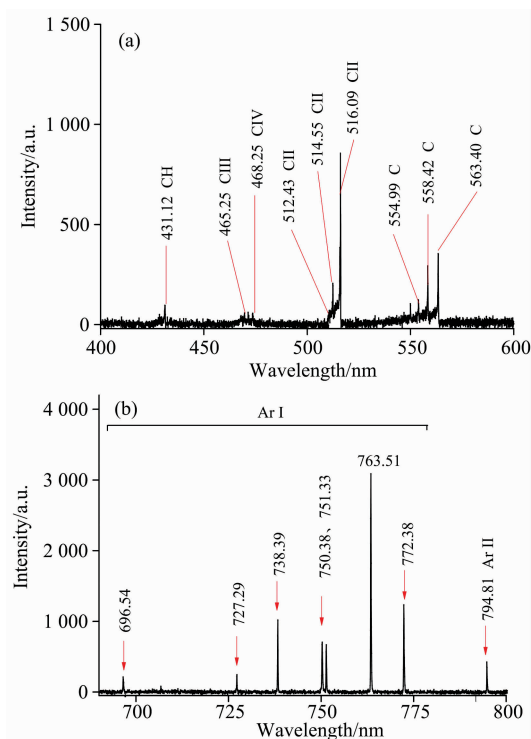 (a)
1 500
1 000
500
0
Intensity/a.u.
431.12 CH
465.25 CIII
468.25 CIV
512.43 CII
514.55 CII
516.09 CII
554.99 C
558.42 C
563.40 C
400
450
500
550
600
Wavelength/nm
(b)
4 000
3 000
2 000
1 000
0
Intensity/a.u.
Ar I
696.54
727.29
738.39
750.38、751.33
763.51
772.38
794.81 Ar II
700
725
750
775
800
Wavelength/nm